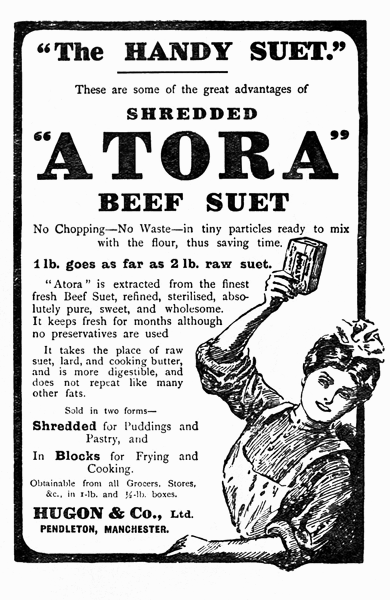 "The HANDY SUET."
These are some of the great advantages of
SHREDDED
"ATORA"
BEEF SUET
No Chopping—No Waste—in tiny particles ready to mix
with the flour, thus saving time.
1 lb. goes as far as 2 lb. raw suet.
"Atora" is extracted from the finest
fresh Beef Suet, refined, sterilised, abso-
lutely pure, sweet, and wholesome.
It keeps fresh for months although
no preservatives are used
It takes the place of raw
suet, lard, and cooking butter,
and is more digestible, and
does not repeat like many
other fats.
Sold in two forms—
Shredded for Puddings and
Pastry, and
In Blocks for Frying and
Cooking.
Obtainable from all Grocers, Stores,
&c., in 1-lb. and ½-lb. boxes.
HUGON & Co., Ltd.
PENDLETON, MANCHESTER.